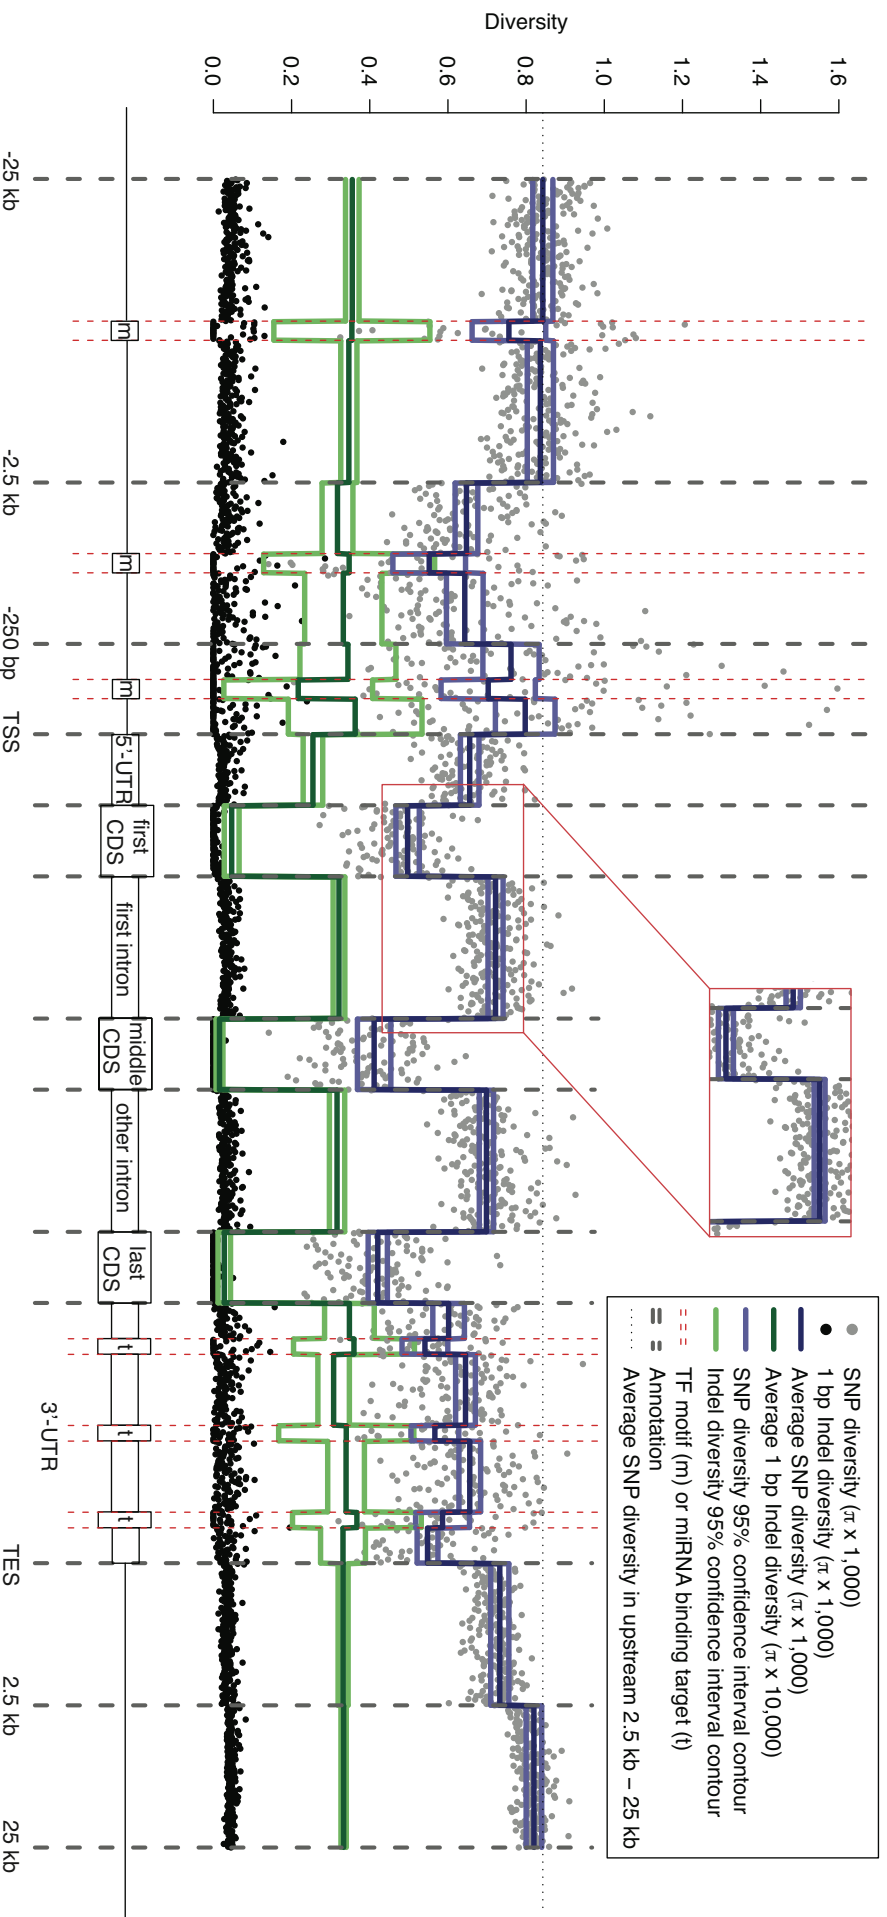 Diversity
1.6
1.4
1.2
1.0
0.8
0.6
0.4
0.2
0.0
SNP diversity (π x 1,000)
1 bp Indel diversity (π x 1,000)
Average SNP diversity (π x 1,000)
Average 1 bp Indel diversity (π x 10,000)
SNP diversity 95% confidence interval contour
Indel diversity 95% confidence interval contour
TF motif (m) or miRNA binding target (t)
Annotation
Average SNP diversity in upstream 2.5 kb – 25 kb
m
m
m
5'-UTR
first
CDS
first intron
middle
CDS
other intron
last
CDS
t
t
t
3'-UTR
-25 kb
-2.5 kb
-250 bp
TSS
TES
2.5 kb
25 kb